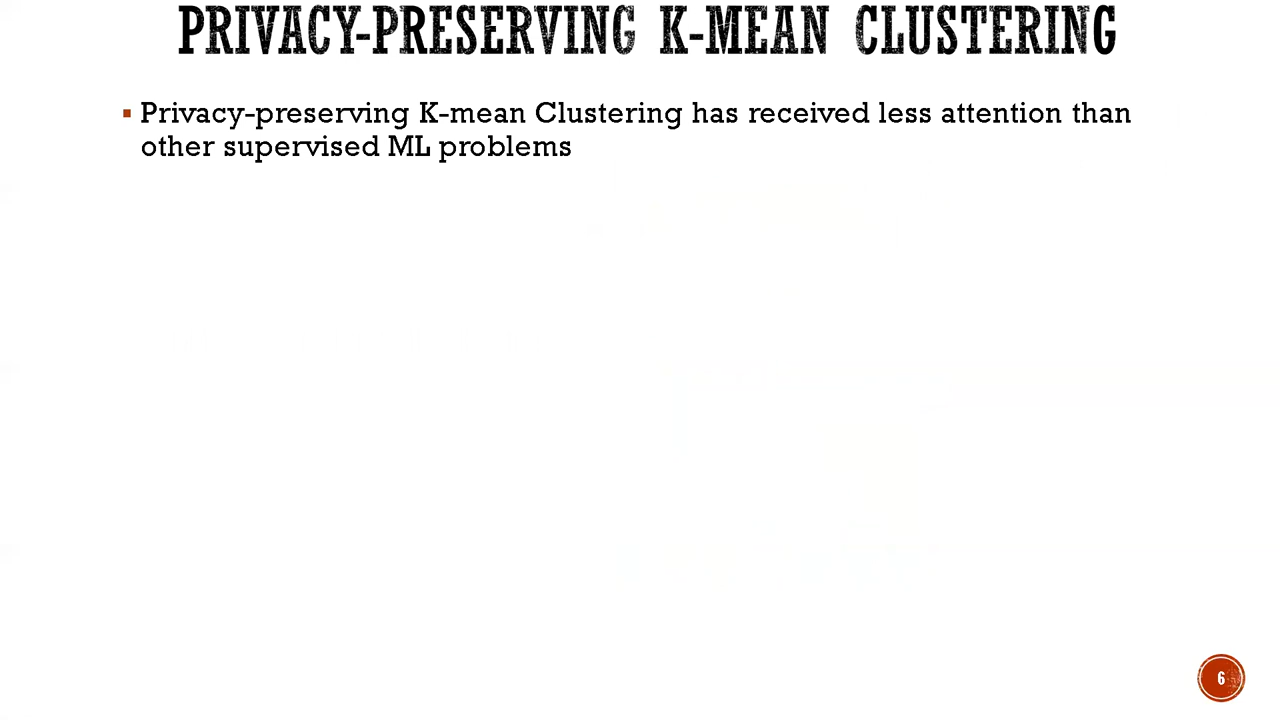 PRIVACY-PRESERVING K-MEAN CLUSTERING
▪ Privacy-preserving K-mean Clustering has received less attention than
other supervised ML problems
6